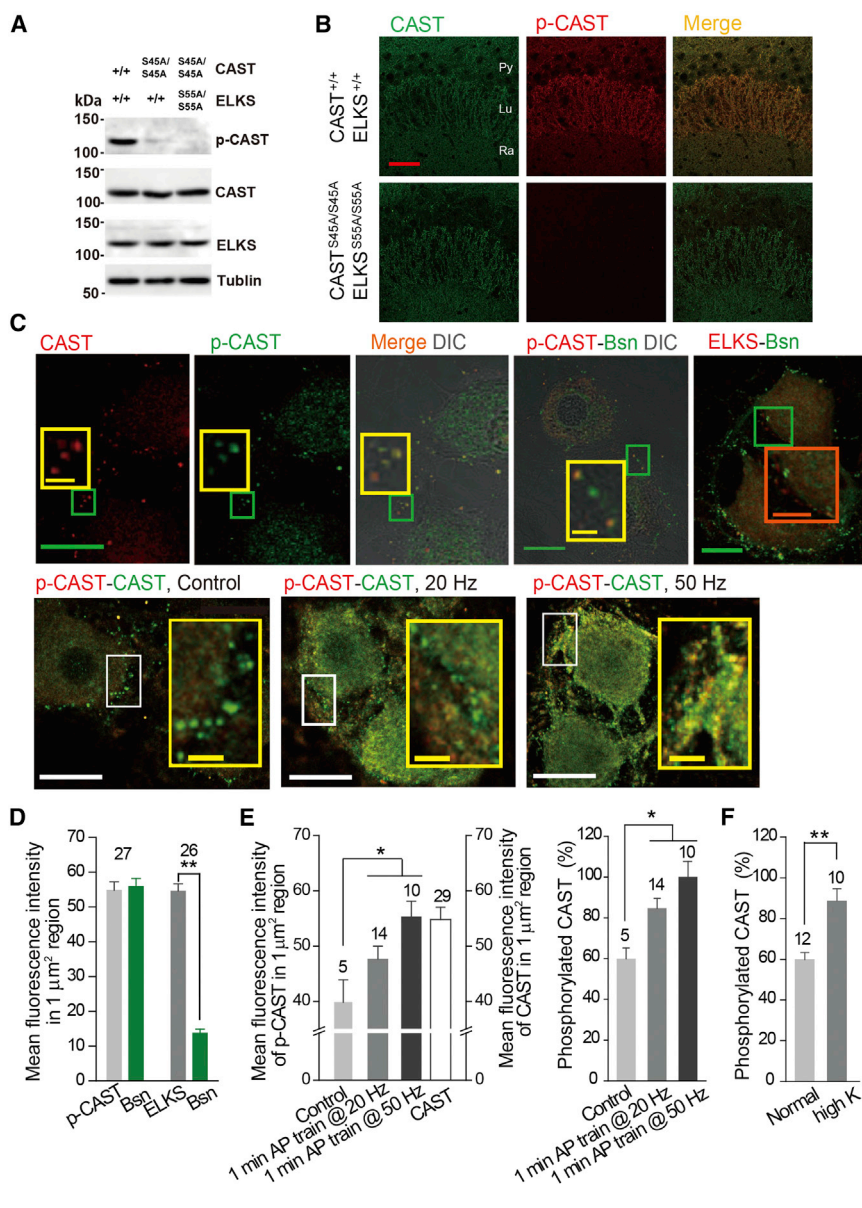 A
S45A/ S45A/
+/+ S45A S45A CAST
+/+ +/+ S55A/ S55A ELKS
kDa
150-
100-
p-CAST
150-
100-
CAST
150-
100-
ELKS
50-
Tublin
B
CAST p-CAST Merge
CAST+/+
ELKS+/+
Py
Lu
Ra
CAST S45A/S45A
ELKS S55A/S55A
C
CAST p-CAST Merge DIC p-CAST-Bsn DIC ELKS-Bsn
p-CAST-CAST, Control p-CAST-CAST, 20 Hz p-CAST-CAST, 50 Hz
D
Mean fluorescence intensity
in 1 μm² region
70
60
50
40
30
20
10
0
27 26
**
p-CAST Bsn ELKS Bsn
E
Mean fluorescence intensity
of p-CAST in 1 μm² region
70
60
50
40
0
*
5 14 10 29
Control
1 min AP train @ 20 Hz
1 min AP train @ 50 Hz
CAST
70
60
50
40
0
Mean fluorescence intensity
of CAST in 1 μm² region
Phosphorylated CAST (%)
120
100
80
60
40
20
0
*
5 14 10
Control
1 min AP train @ 20 Hz
1 min AP train @ 50 Hz
F
Phosphorylated CAST (%)
120
100
80
60
40
20
0
**
12 10
Normal high K